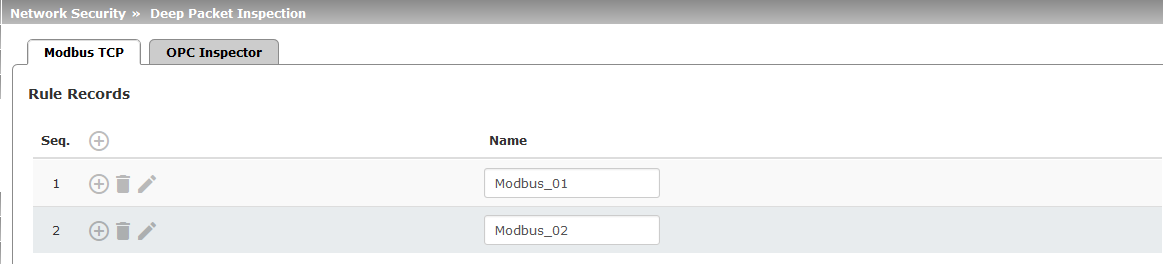 Network Security » Deep Packet Inspection
Modbus TCP OPC Inspector
Rule Records
Seq. Name
1 Modbus_01
2 Modbus_02